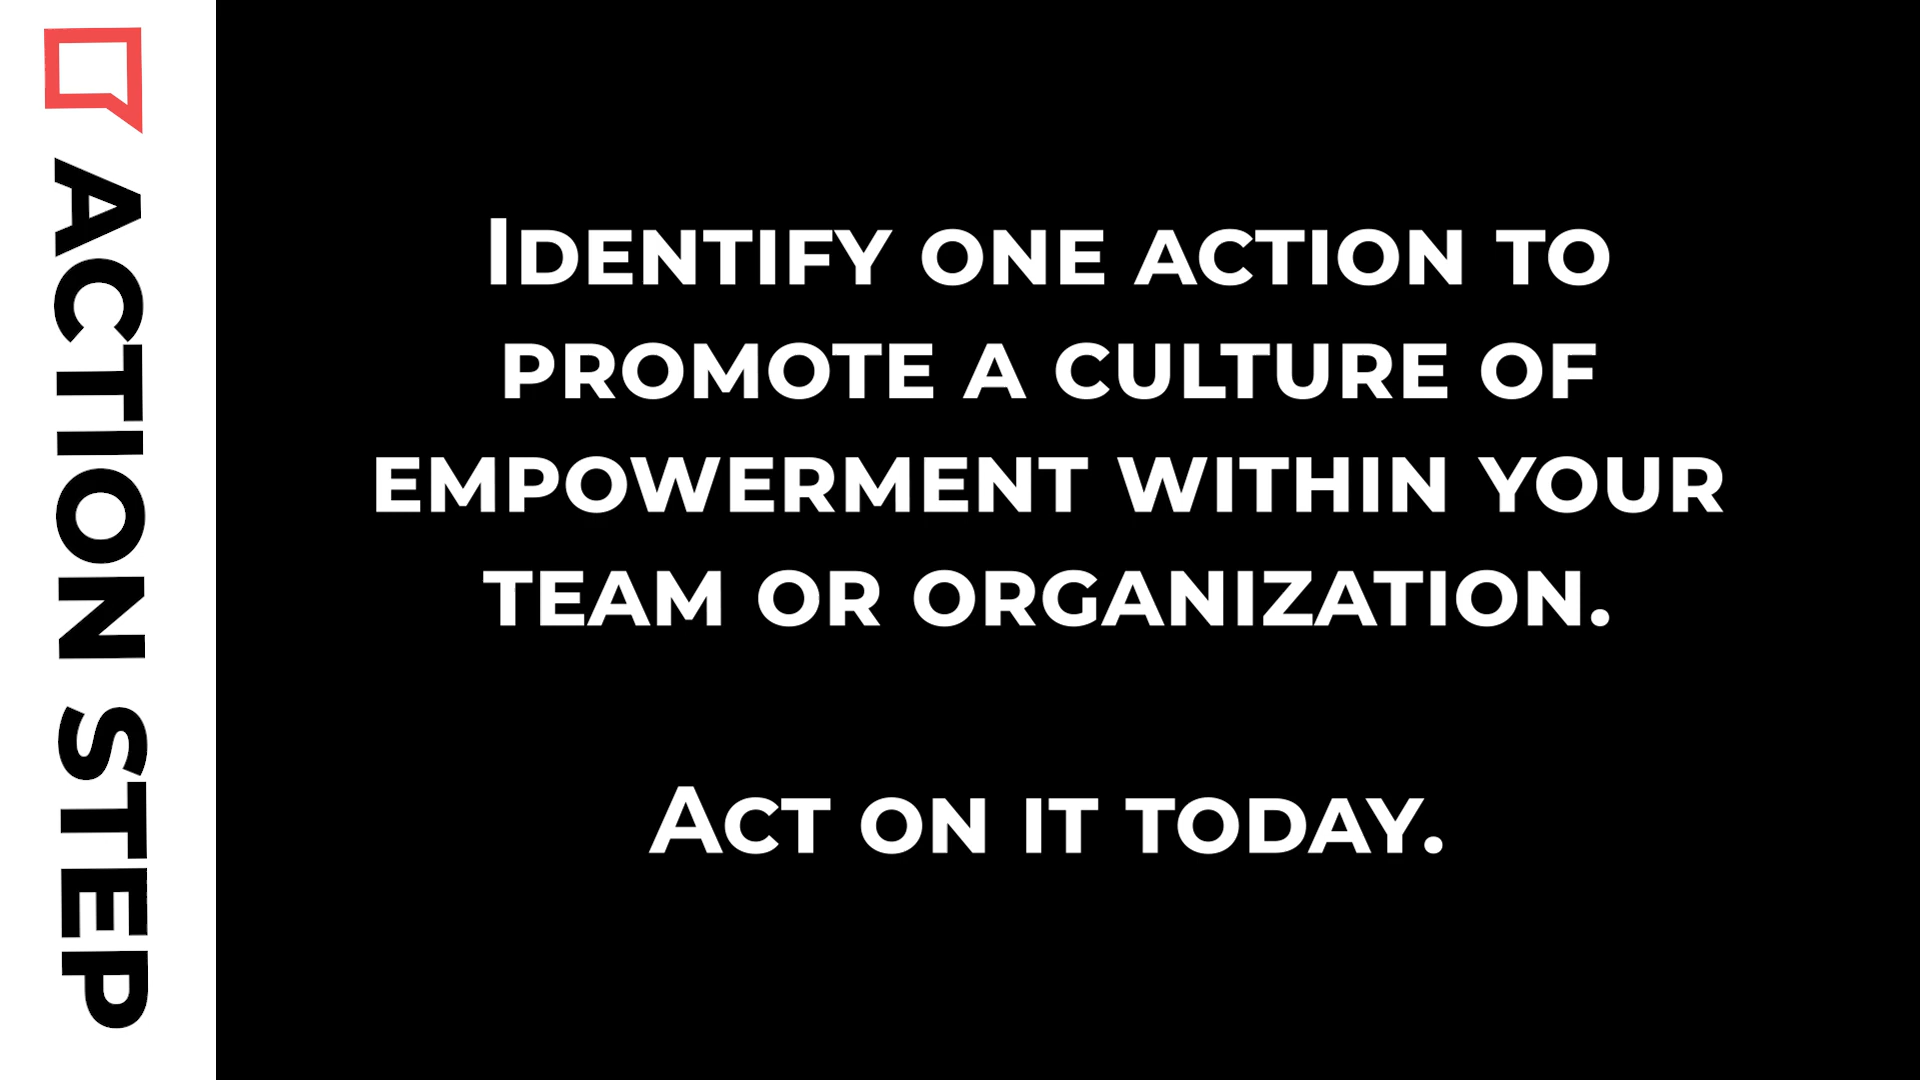 ACTION STEP
Identify one action to
promote a culture of
empowerment within your
team or organization.
Act on it today.